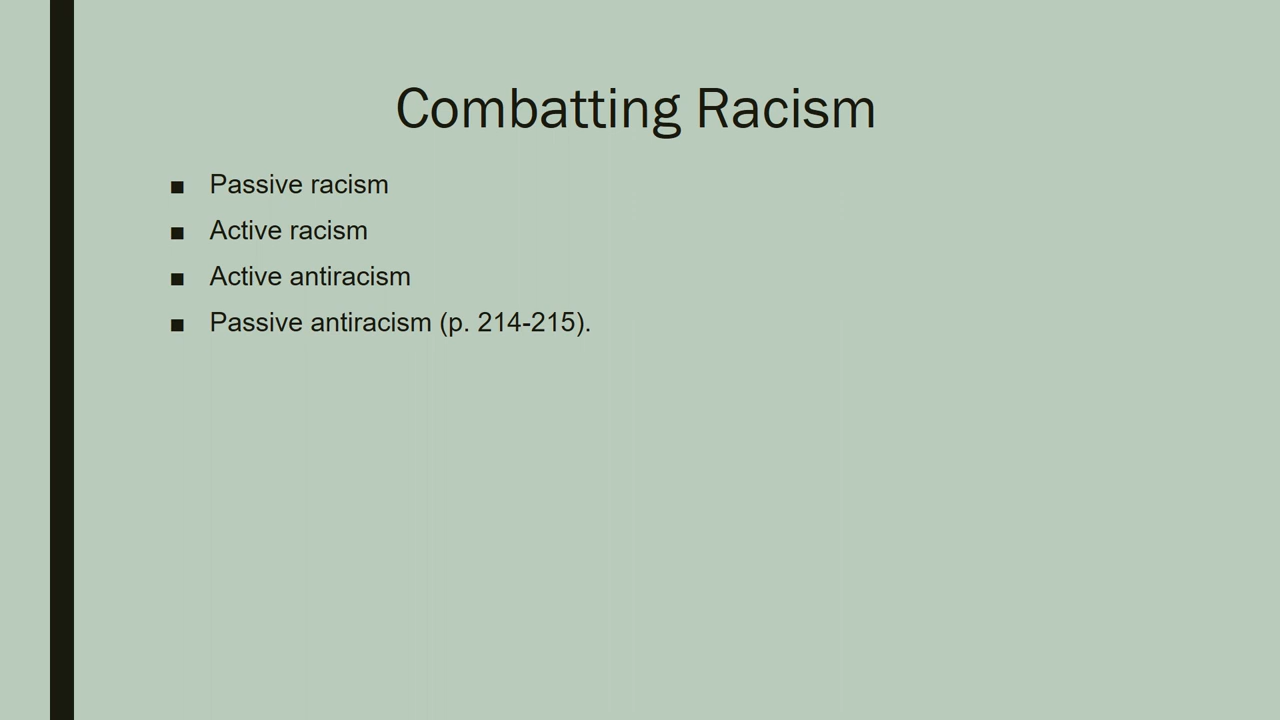 Combatting Racism
■ Passive racism
■ Active racism
■ Active antiracism
■ Passive antiracism (p. 214-215).